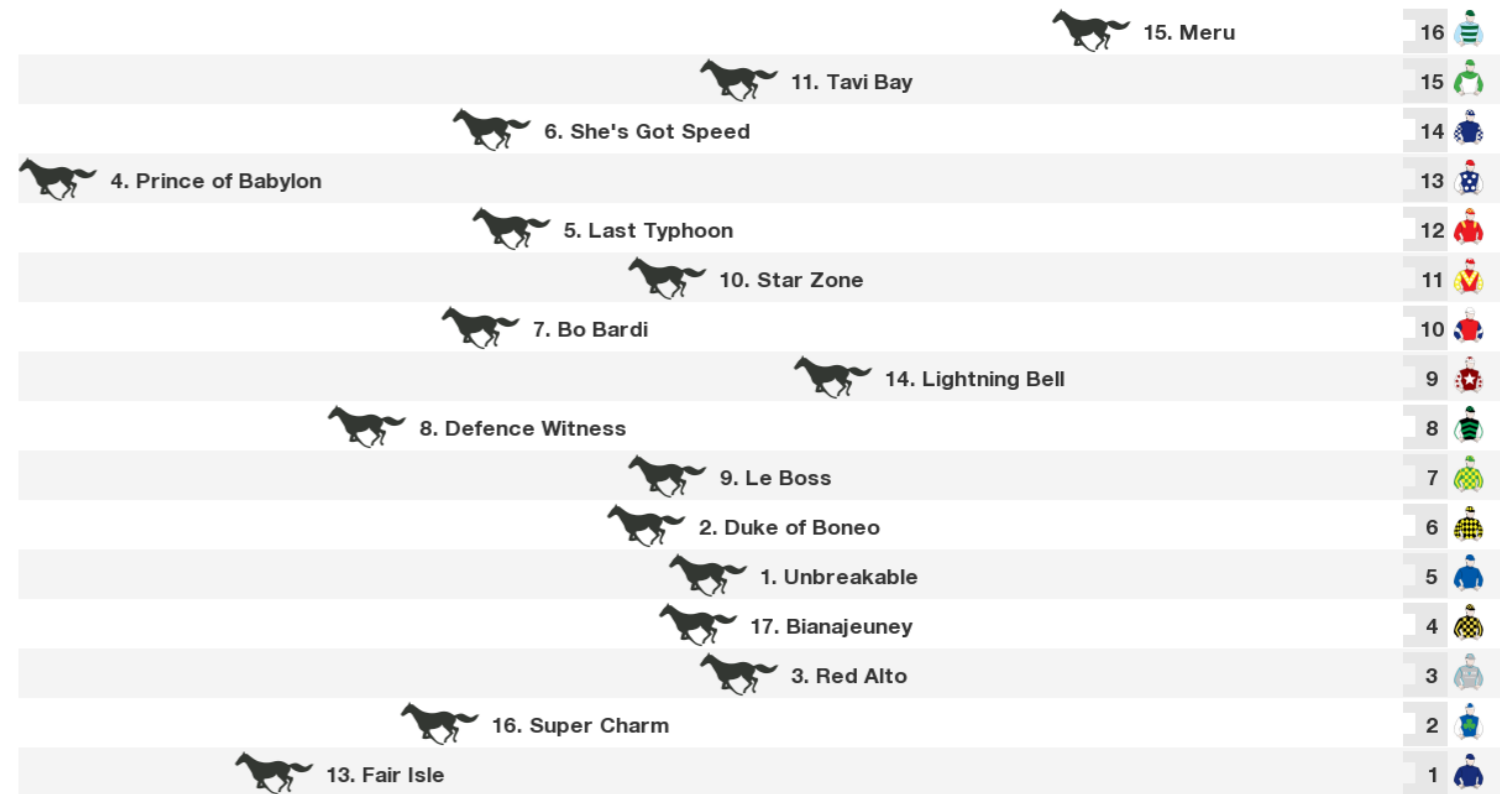 15. Meru 16
11. Tavi Bay 15
6. She's Got Speed 14
4. Prince of Babylon 13
5. Last Typhoon 12
10. Star Zone 11
7. Bo Bardi 10
14. Lightning Bell 9
8. Defence Witness 8
9. Le Boss 7
2. Duke of Boneo 6
1. Unbreakable 5
17. Bianajeuney 4
3. Red Alto 3
16. Super Charm 2
13. Fair Isle 1